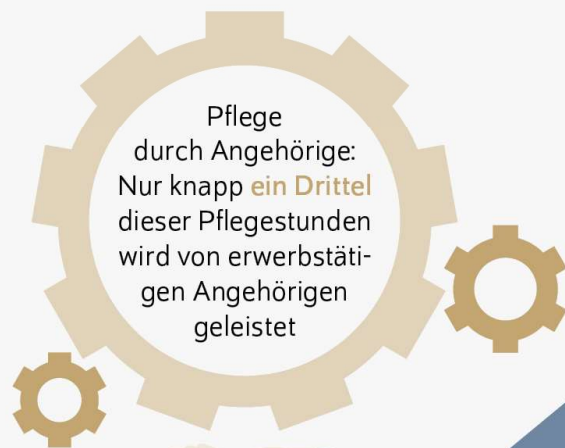 Pflege
durch Angehörige:
Nur knapp ein Drittel
dieser Pflegestunden
wird von erwerbstäti-
gen Angehörigen
geleistet